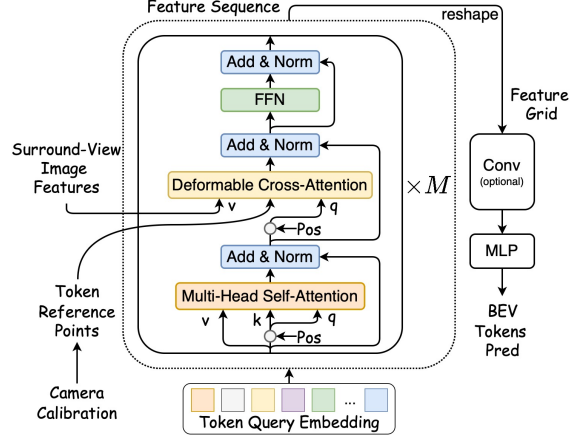 Feature Sequence
reshape
Add & Norm
FFN
Add & Norm
Deformable Cross-Attention
v
q
Pos
Add & Norm
Multi-Head Self-Attention
v
k
q
Pos
×M
Surround-View
Image
Features
Token
Reference
Points
Camera
Calibration
...
Token Query Embedding
Feature
Grid
Conv
(optional)
MLP
BEV
Tokens
Pred